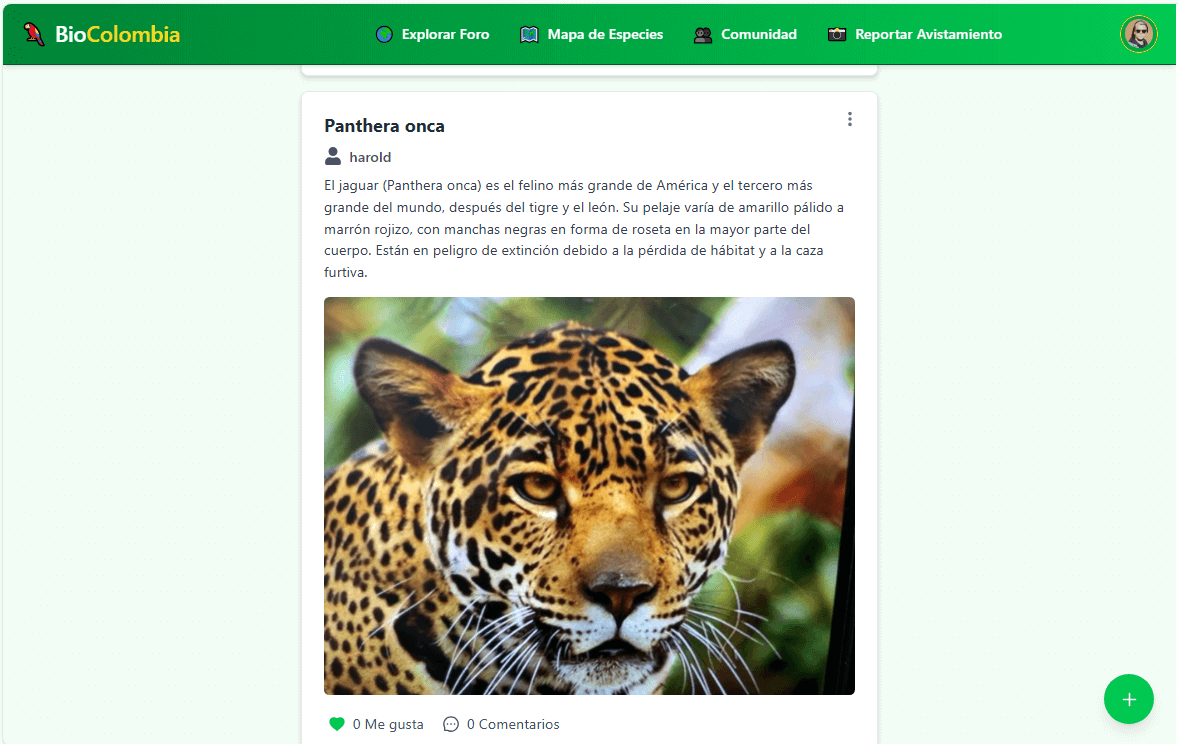 BioColombia
Explorar Foro
Mapa de Especies
Comunidad
Reportar Avistamiento
Panthera onca
harold
El jaguar (Panthera onca) es el felino más grande de América y el tercero más
grande del mundo, después del tigre y el león. Su pelaje varía de amarillo pálido a
marrón rojizo, con manchas negras en forma de roseta en la mayor parte del
cuerpo. Están en peligro de extinción debido a la pérdida de hábitat y a la caza
furtiva.
0 Me gusta
0 Comentarios